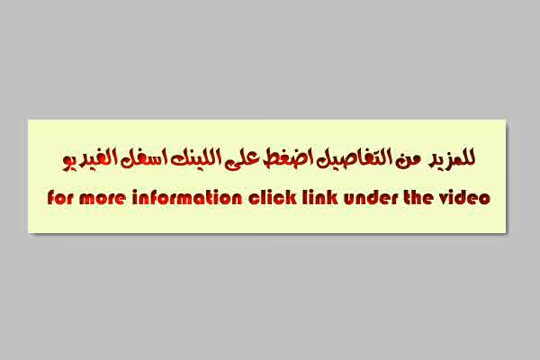 للمزيد من التفاصيل اضغط على اللينك اسفل الفيديو
for more information click link under the video